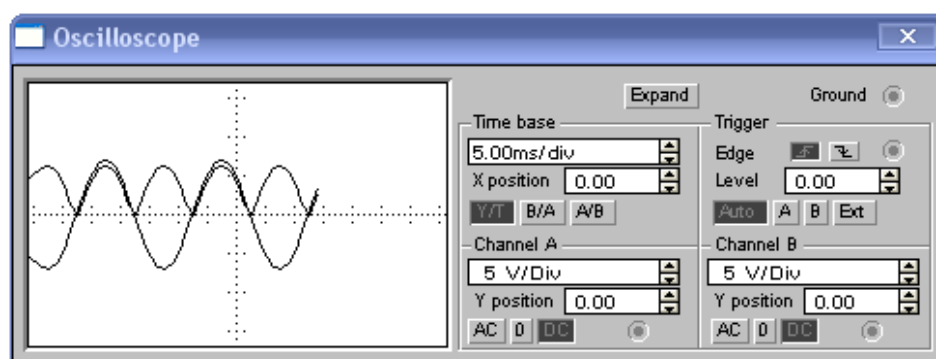 Oscilloscope
Expand
Ground
Time base
5.00ms/div
X position 0.00
Y/T B/A A/B
Trigger
Edge
Level 0.00
Auto A B Ext
Channel A
5 V/Div
Y position 0.00
AC 0 DC
Channel B
5 V/Div
Y position 0.00
AC 0 DC